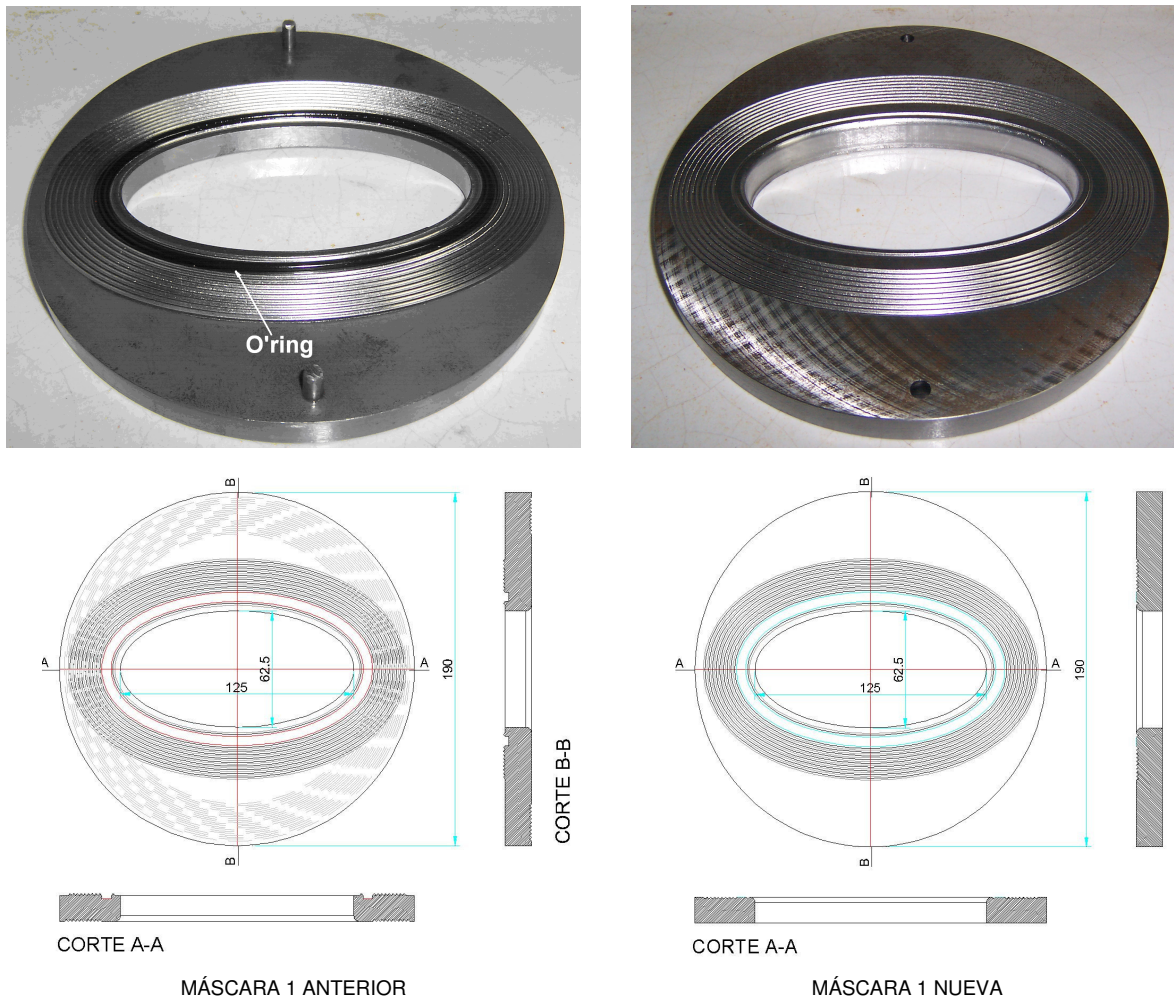 O'ring
B
A
A
62.5
125
190
B
CORTE B-B
CORTE A-A
MÁSCARA 1 ANTERIOR
B
A
A
62.5
125
190
B
CORTE A-A
MÁSCARA 1 NUEVA